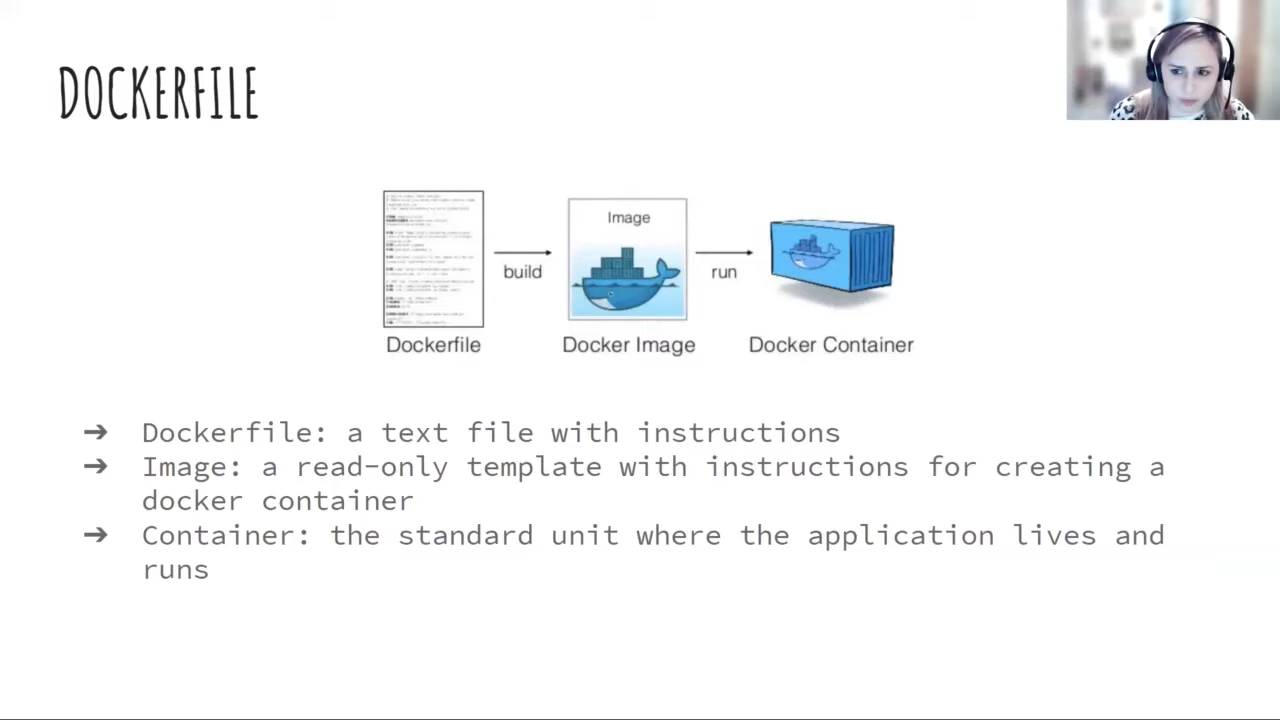 DOCKERFILE
Image
build
run
Dockerfile
Docker Image
Docker Container
➔ Dockerfile: a text file with instructions
➔ Image: a read-only template with instructions for creating a
docker container
➔ Container: the standard unit where the application lives and
runs